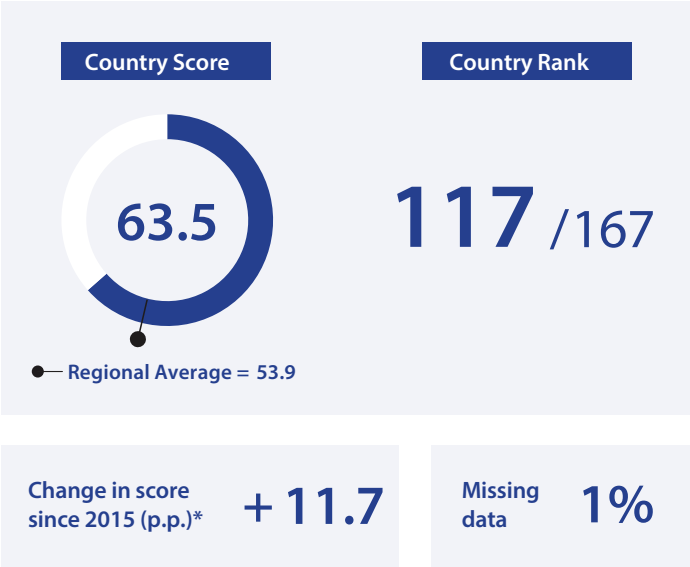 Country Score
Country Rank
63.5
117 / 167
Regional Average = 53.9
Change in score
since 2015 (p.p.)*
+ 11.7
Missing
data
1%